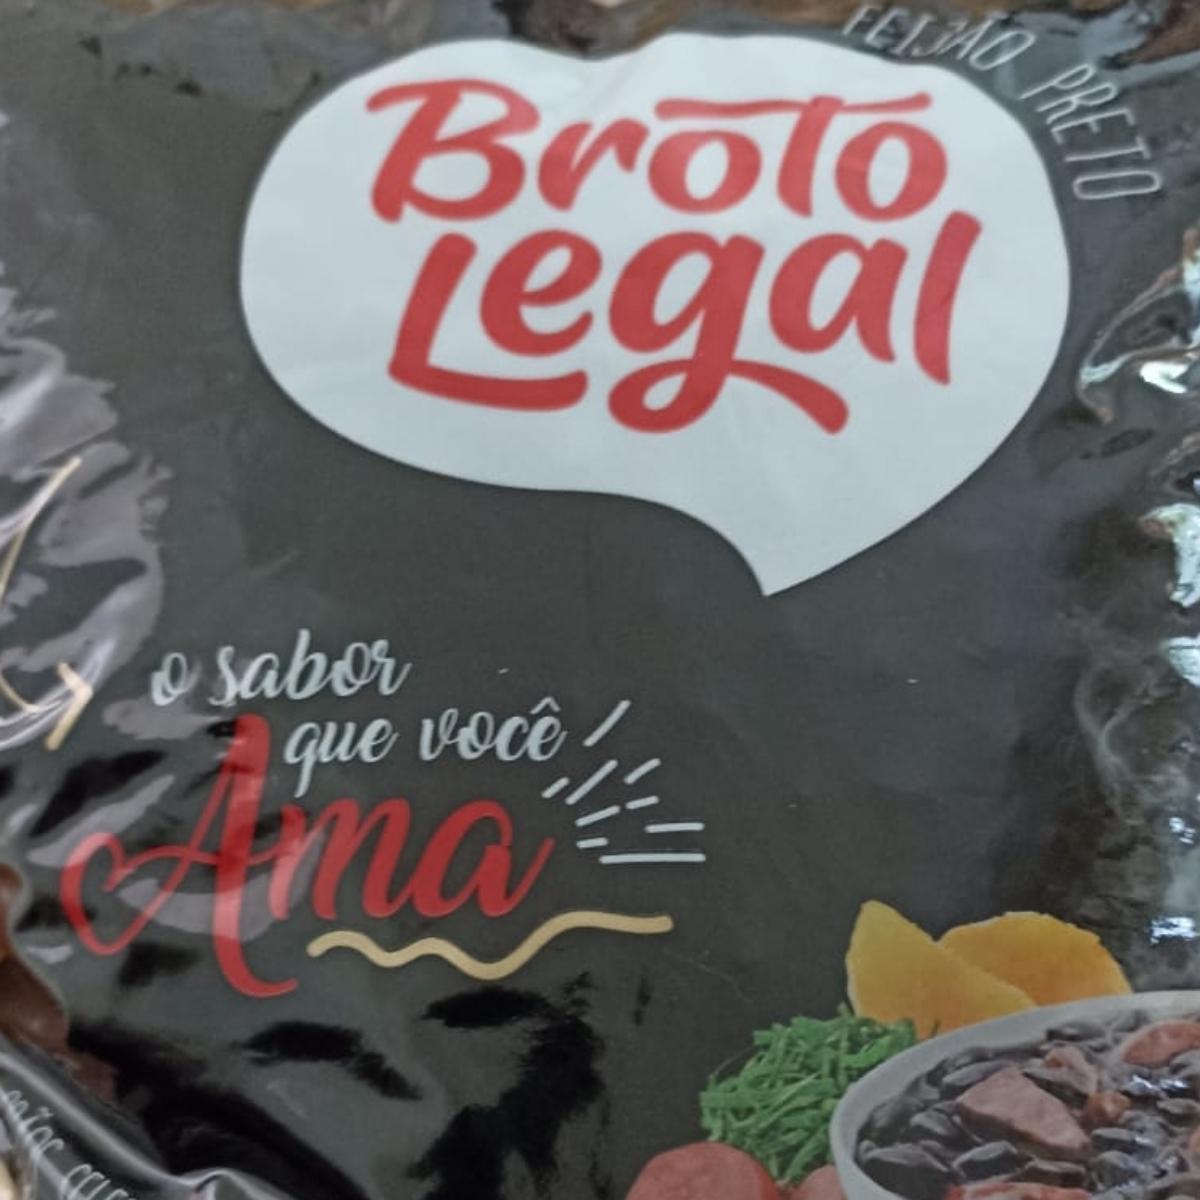 FEIJÃO PRETO
Broto
Legal
o sabor
que você
Ama